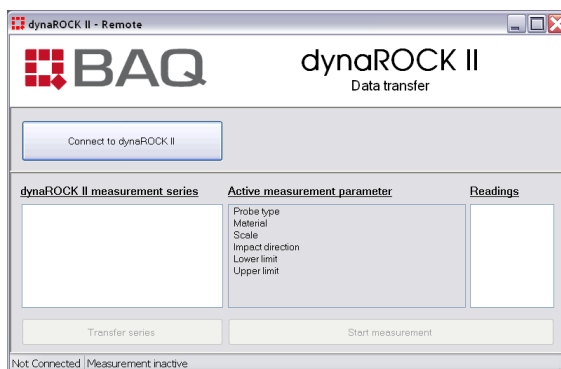 dynaROCK II - Remote
BAQ
dynaROCK II
Data transfer
Connect to dynaROCK II
dynaROCK II measurement series
Active measurement parameter
Readings
Probe type
Material
Scale
Impact direction
Lower limit
Upper limit
Transfer series
Start measurement
Not Connected
Measurement inactive